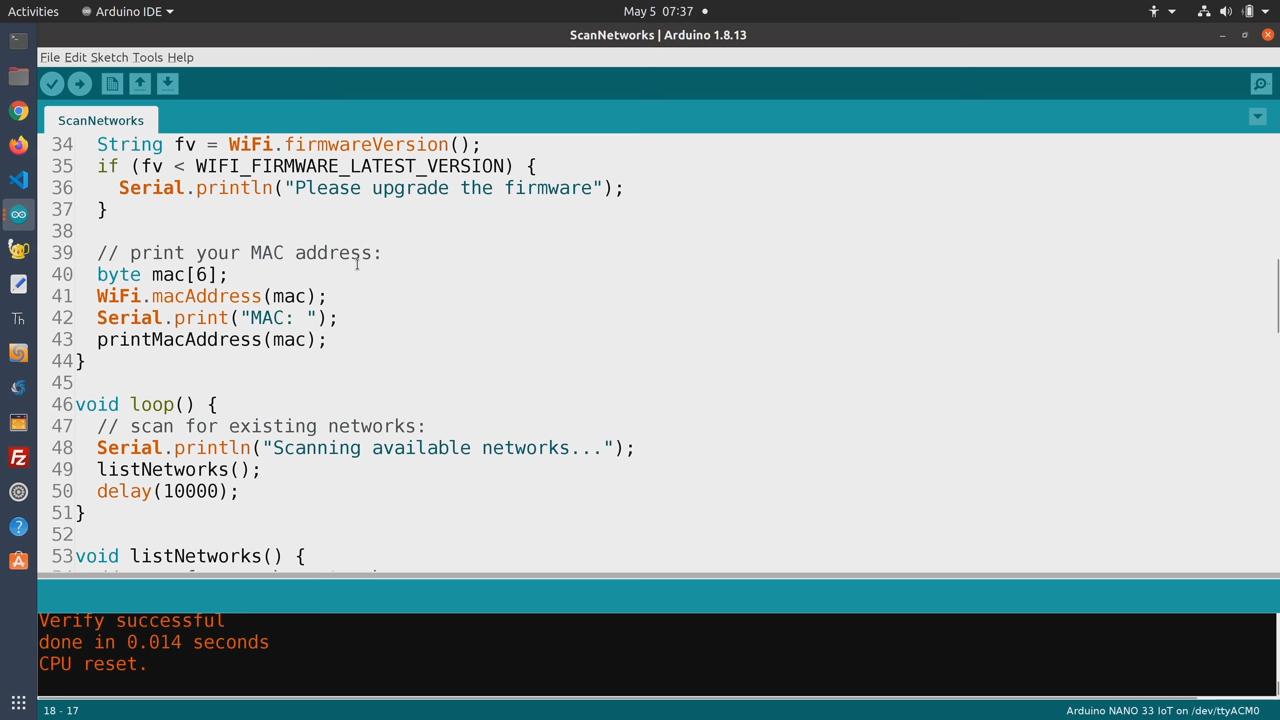 Activities Arduino IDE May 5 07:37
ScanNetworks | Arduino 1.8.13
File Edit Sketch Tools Help
ScanNetworks
34 String fv = WiFi.firmwareVersion();
35 if (fv < WIFI_FIRMWARE_LATEST_VERSION) {
36 Serial.println("Please upgrade the firmware");
37 }
38
39 // print your MAC address:
40 byte mac[6];
41 WiFi.macAddress(mac);
42 Serial.print("MAC: ");
43 printMacAddress(mac);
44 }
45
46 void loop() {
47 // scan for existing networks:
48 Serial.println("Scanning available networks...");
49 listNetworks();
50 delay(10000);
51 }
52
53 void listNetworks() {
Th
Fz
Verify successful
done in 0.014 seconds
CPU reset.
18 - 17 Arduino NANO 33 IoT on /dev/ttyACM0